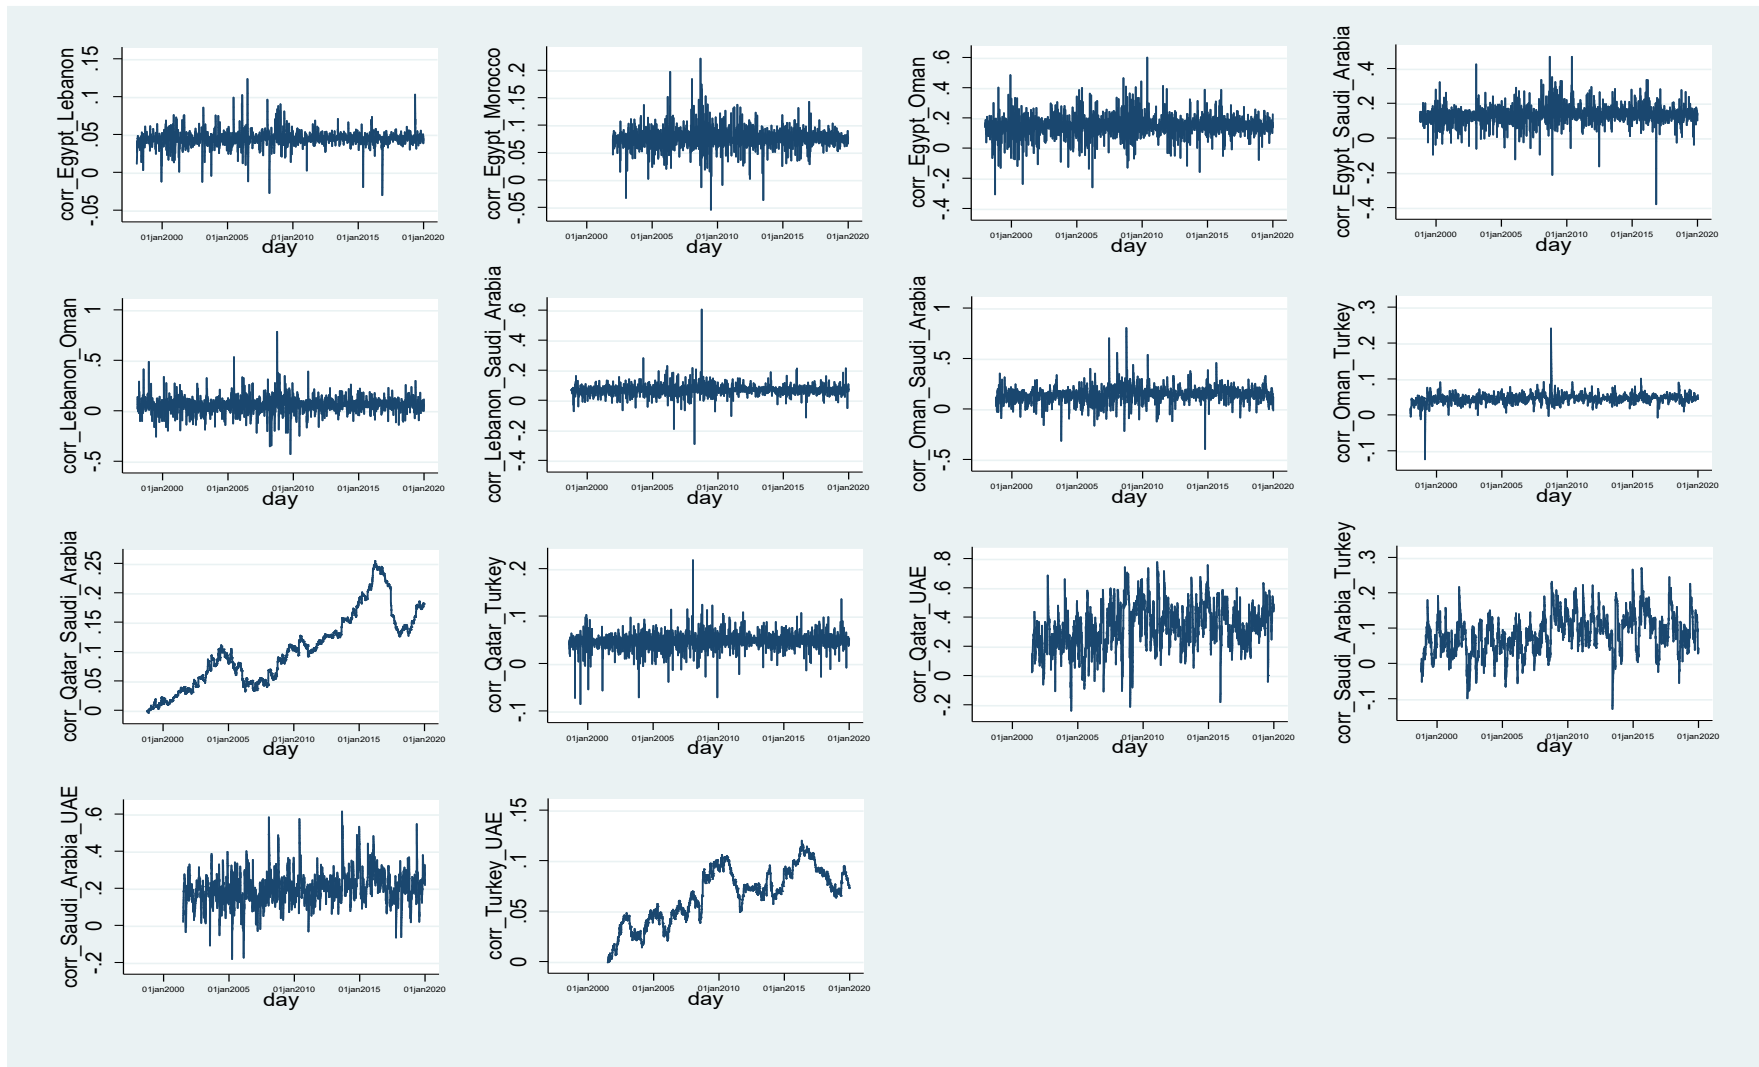 corr_Egypt_Lebanon
.15
.1
.05
0
-.05
01jan2000 01jan2005 01jan2010 01jan2015 01jan2020
day
corr_Egypt_Morocco
.2
.15
.1
.05
0
-.05
01jan2000 01jan2005 01jan2010 01jan2015 01jan2020
day
corr_Egypt_Oman
.6
.4
.2
0
-.2
-.4
01jan2000 01jan2005 01jan2010 01jan2015 01jan2020
day
corr_Egypt_Saudi_Arabia
.4
.2
0
-.2
-.4
01jan2000 01jan2005 01jan2010 01jan2015 01jan2020
day
corr_Lebanon_Oman
1
.5
0
-.5
01jan2000 01jan2005 01jan2010 01jan2015 01jan2020
day
corr_Lebanon_Saudi_Arabia
.6
.4
.2
0
-.2
-.4
01jan2000 01jan2005 01jan2010 01jan2015 01jan2020
day
corr_Oman_Saudi_Arabia
1
.5
0
-.5
01jan2000 01jan2005 01jan2010 01jan2015 01jan2020
day
corr_Oman_Turkey
.3
.2
.1
0
-.1
01jan2000 01jan2005 01jan2010 01jan2015 01jan2020
day
corr_Qatar_Saudi_Arabia
.25
.2
.15
.1
.05
0
01jan2000 01jan2005 01jan2010 01jan2015 01jan2020
day
corr_Qatar_Turkey
.2
.1
0
-.1
01jan2000 01jan2005 01jan2010 01jan2015 01jan2020
day
corr_Qatar_UAE
.8
.6
.4
.2
0
-.2
01jan2000 01jan2005 01jan2010 01jan2015 01jan2020
day
corr_Saudi_Arabia_Turkey
.3
.2
.1
0
-.1
01jan2000 01jan2005 01jan2010 01jan2015 01jan2020
day
corr_Saudi_Arabia_UAE
.6
.4
.2
0
-.2
01jan2000 01jan2005 01jan2010 01jan2015 01jan2020
day
corr_Turkey_UAE
.15
.1
.05
0
01jan2000 01jan2005 01jan2010 01jan2015 01jan2020
day